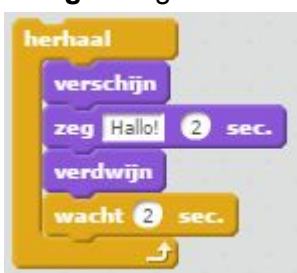 herhaal
verschijn
zeg Hallo! 2 sec.
verdwijn
wacht 2 sec.